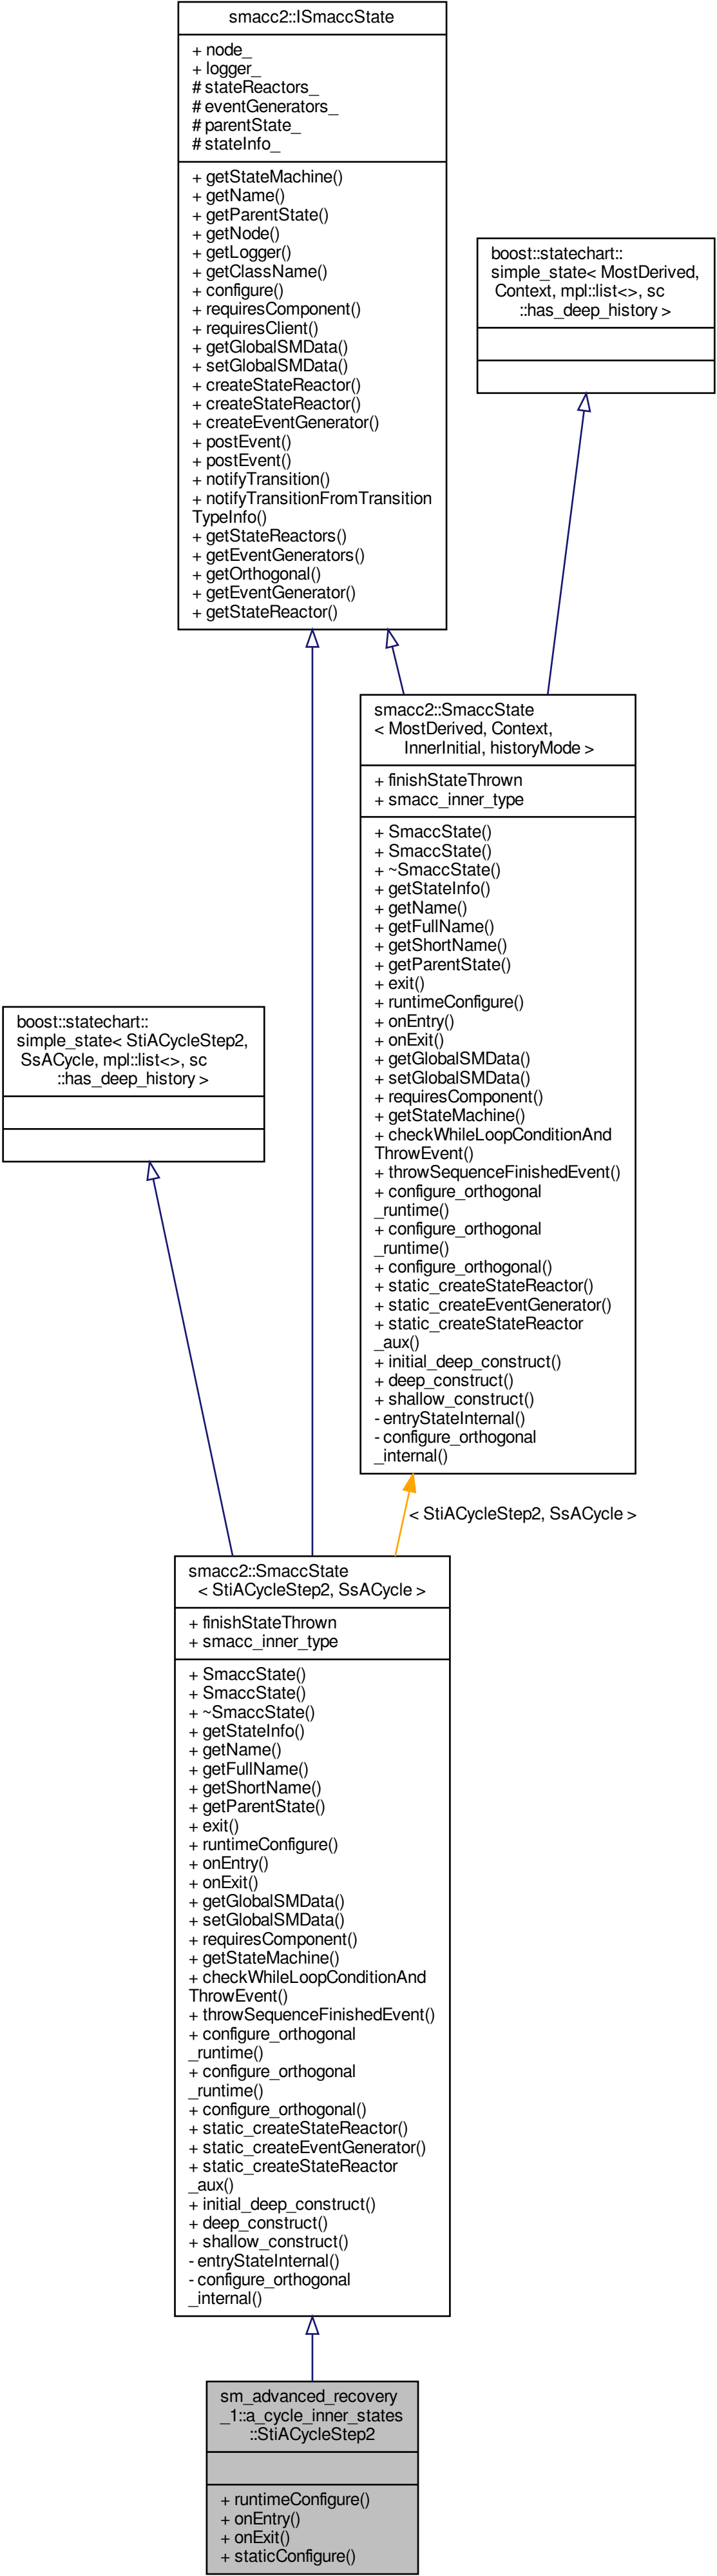 smacc2::ISmaccState
+ node_
+ logger_
# stateReactors_
# eventGenerators_
# parentState_
# stateInfo_
+ getStateMachine()
+ getName()
+ getParentState()
+ getNode()
+ getLogger()
+ getClassName()
+ configure()
+ requiresComponent()
+ requiresClient()
+ getGlobalSMData()
+ setGlobalSMData()
+ createStateReactor()
+ createStateReactor()
+ createEventGenerator()
+ postEvent()
+ postEvent()
+ notifyTransition()
+ notifyTransitionFromTransition
TypeInfo()
+ getStateReactors()
+ getEventGenerators()
+ getOrthogonal()
+ getEventGenerator()
+ getStateReactor()
boost::statechart::
simple_state< MostDerived,
Context, mpl::list<>, sc
::has_deep_history >
smacc2::SmaccState
< MostDerived, Context,
InnerInitial, historyMode >
+ finishStateThrown
+ smacc_inner_type
+ SmaccState()
+ SmaccState()
+ ~SmaccState()
+ getStateInfo()
+ getName()
+ getFullName()
+ getShortName()
+ getParentState()
+ exit()
+ runtimeConfigure()
+ onEntry()
+ onExit()
+ getGlobalSMData()
+ setGlobalSMData()
+ requiresComponent()
+ getStateMachine()
+ checkWhileLoopConditionAnd
ThrowEvent()
+ throwSequenceFinishedEvent()
+ configure_orthogonal
_runtime()
+ configure_orthogonal
_runtime()
+ configure_orthogonal()
+ static_createStateReactor()
+ static_createEventGenerator()
+ static_createStateReactor
_aux()
+ initial_deep_construct()
+ deep_construct()
+ shallow_construct()
- entryStateInternal()
- configure_orthogonal
_internal()
boost::statechart::
simple_state< StiACycleStep2,
SsACycle, mpl::list<>, sc
::has_deep_history >
< StiACycleStep2, SsACycle >
smacc2::SmaccState
< StiACycleStep2, SsACycle >
+ finishStateThrown
+ smacc_inner_type
+ SmaccState()
+ SmaccState()
+ ~SmaccState()
+ getStateInfo()
+ getName()
+ getFullName()
+ getShortName()
+ getParentState()
+ exit()
+ runtimeConfigure()
+ onEntry()
+ onExit()
+ getGlobalSMData()
+ setGlobalSMData()
+ requiresComponent()
+ getStateMachine()
+ checkWhileLoopConditionAnd
ThrowEvent()
+ throwSequenceFinishedEvent()
+ configure_orthogonal
_runtime()
+ configure_orthogonal
_runtime()
+ configure_orthogonal()
+ static_createStateReactor()
+ static_createEventGenerator()
+ static_createStateReactor
_aux()
+ initial_deep_construct()
+ deep_construct()
+ shallow_construct()
- entryStateInternal()
- configure_orthogonal
_internal()
sm_advanced_recovery
_1::a_cycle_inner_states
::StiACycleStep2
+ runtimeConfigure()
+ onEntry()
+ onExit()
+ staticConfigure()